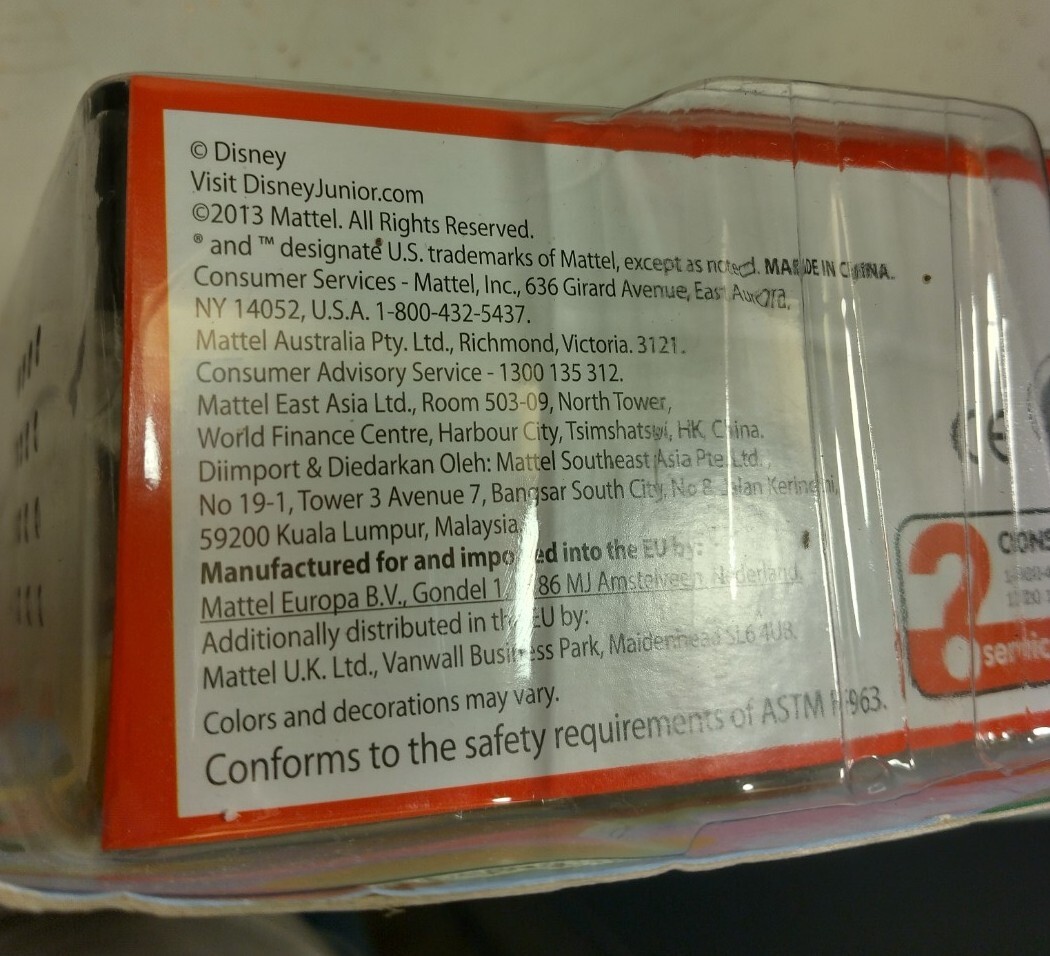 © Disney
Visit DisneyJunior.com
©2013 Mattel. All Rights Reserved.
® and ™ designate U.S. trademarks of Mattel, except as noted. MADE IN CHINA.
Consumer Services - Mattel, Inc., 636 Girard Avenue, East Aurora,
NY 14052, U.S.A. 1-800-432-5437.
Mattel Australia Pty. Ltd., Richmond, Victoria. 3121.
Consumer Advisory Service - 1300 135 312.
Mattel East Asia Ltd., Room 503-09, North Tower,
World Finance Centre, Harbour City, Tsimshatsui, HK, China.
Diimport & Diedarkan Oleh: Mattel Southeast Asia Pte. Ltd.,
No 19-1, Tower 3 Avenue 7, Bangsar South City, No 8, Jalan Kerinchi,
59200 Kuala Lumpur, Malaysia.
Manufactured for and imported into the EU by:
Mattel Europa B.V., Gondel 1, MJ Amstelveen, Nederland.
Additionally distributed in the EU by:
Mattel U.K. Ltd., Vanwall Business Park, Maidenhead SL6 4UB.
Colors and decorations may vary.
Conforms to the safety requirements of ASTM F963.
CE
?